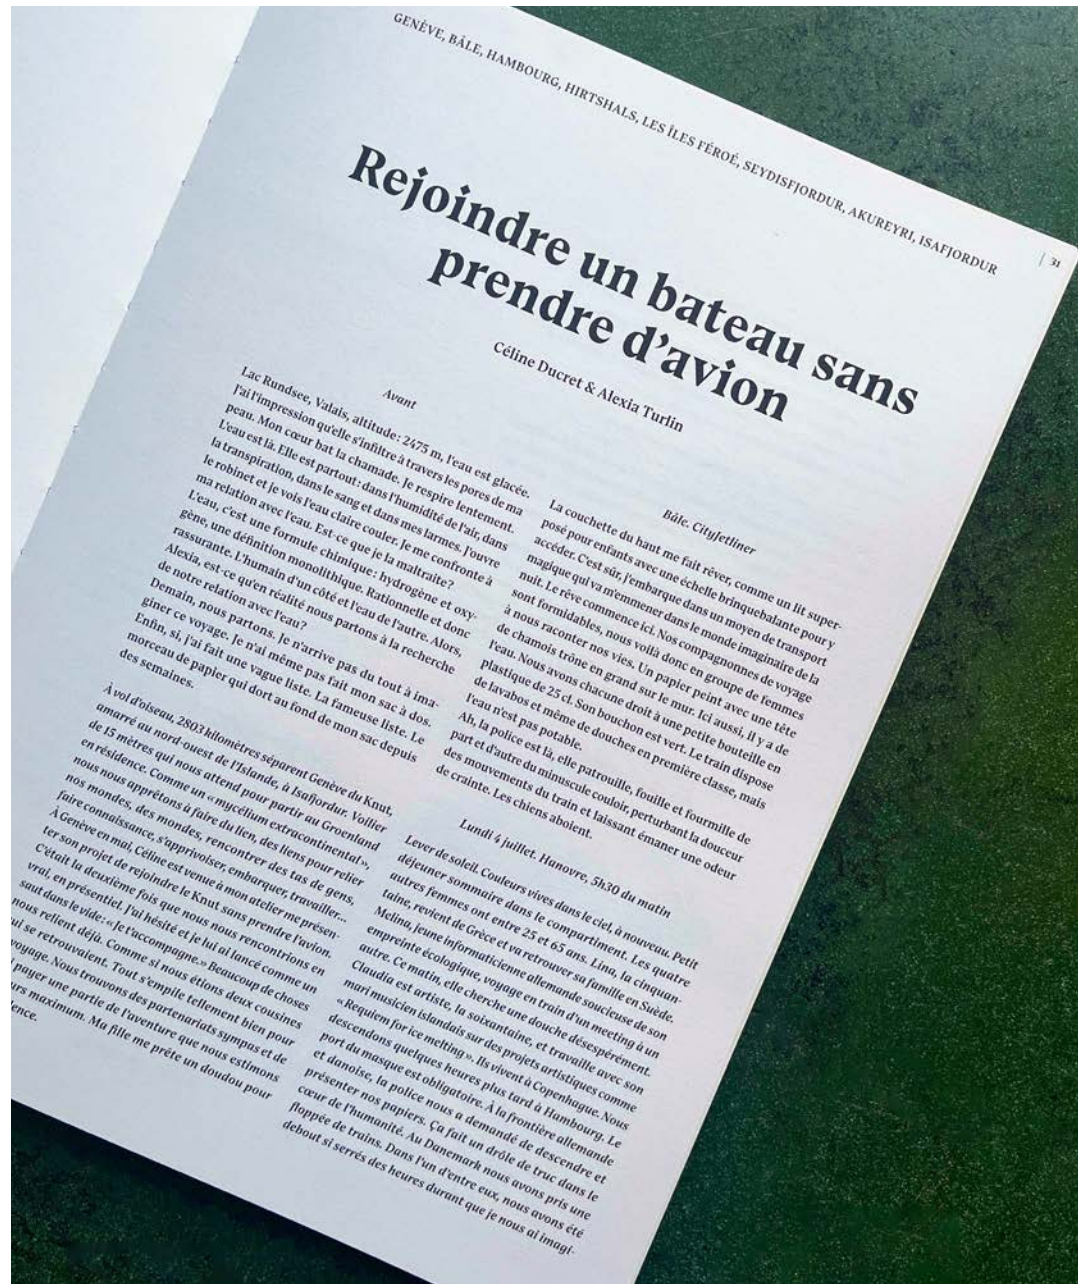 GENÈVE, BÂLE, HAMBOURG, HIRTSHALS, LES ÎLES FÉROÉ, SEYDISFJORDUR, AKUREYRI, ISAFJORDUR
| 31
Rejoindre un bateau sans
prendre d'avion
Céline Ducret & Alexia Turlin
Avant
Lac Rundsee, Valais, altitude : 2475 m, l'eau est glacée.
J'ai l'impression qu'elle s'infiltre à travers les pores de ma
peau. Mon cœur bat la chamade. Je respire lentement.
L'eau est là. Elle est partout : dans l'humidité de l'air, dans
la transpiration, dans le sang et dans mes larmes. J'ouvre
le robinet et je vois l'eau claire couler. Je me confronte à
ma relation avec l'eau. Est-ce que je la maltraite ?
L'eau, c'est une formule chimique : hydrogène et oxy-
gène, une définition monolithique. Rationnelle et donc
rassurante. L'humain d'un côté et l'eau de l'autre. Alors,
Alexia, est-ce qu'en réalité nous partons à la recherche
de notre relation avec l'eau ?
Demain, nous partons. Je n'arrive pas du tout à ima-
giner ce voyage. Je n'ai même pas fait mon sac à dos.
Enfin, si, j'ai fait une vague liste. La fameuse liste. Le
morceau de papier qui dort au fond de mon sac depuis
des semaines.
À vol d'oiseau, 2803 kilomètres séparent Genève du Knut,
amarré au nord-ouest de l'Islande, à Isafjordur. Voilier
de 15 mètres qui nous attend pour partir au Groenland
en résidence. Comme un « mycélium extracontinental »,
nous nous apprêtons à faire du lien, des liens pour relier
nos mondes, des mondes, rencontrer des tas de gens,
faire connaissance, s'apprivoiser, embarquer, travailler...
À Genève en mai, Céline est venue à mon atelier me présen-
ter son projet de rejoindre le Knut sans prendre l'avion.
C'était la deuxième fois que nous nous rencontrions en
vrai, en présentiel. J'ai hésité et je lui ai lancé comme un
saut dans le vide : « Je t'accompagne. » Beaucoup de choses
nous relient déjà. Comme si nous étions deux cousines
ui se retrouvaient. Tout s'empile tellement bien pour
voyage. Nous trouvons des partenariats sympas et de
payer une partie de l'aventure que nous estimons
rs maximum. Ma fille me prête un doudou pour
ence.
Bâle. CityJetliner
La couchette du haut me fait rêver, comme un lit super-
posé pour enfants avec une échelle brinquebalante pour y
accéder. C'est sûr, j'embarque dans un moyen de transport
magique qui va m'emmener dans le monde imaginaire de la
nuit. Le rêve commence ici. Nos compagnonnes de voyage
sont formidables, nous voilà donc en groupe de femmes
à nous raconter nos vies. Un papier peint avec une tête
de chamois trône en grand sur le mur. Ici aussi, il y a de
l'eau. Nous avons chacune droit à une petite bouteille en
plastique de 25 cl. Son bouchon est vert. Le train dispose
de lavabos et même de douches en première classe, mais
l'eau n'est pas potable.
Ah, la police est là, elle patrouille, fouille et fourmille de
part et d'autre du minuscule couloir, perturbant la douceur
des mouvements du train et laissant émaner une odeur
de crainte. Les chiens aboient.
Lundi 4 juillet. Hanovre, 5h30 du matin
Lever de soleil. Couleurs vives dans le ciel, à nouveau. Petit
déjeuner sommaire dans le compartiment. Les quatre
autres femmes ont entre 25 et 65 ans. Lina, la cinquan-
taine, revient de Grèce et va retrouver sa famille en Suède.
Melina, jeune informaticienne allemande soucieuse de son
empreinte écologique, voyage en train d'un meeting à un
autre. Ce matin, elle cherche une douche désespérément.
Claudia est artiste, la soixantaine, et travaille avec son
mari musicien islandais sur des projets artistiques comme
« Requiem for ice melting ». Ils vivent à Copenhague. Nous
descendons quelques heures plus tard à Hambourg. Le
port du masque est obligatoire. À la frontière allemande
et danoise, la police nous a demandé de descendre et
présenter nos papiers. Ça fait un drôle de truc dans le
cœur de l'humanité. Au Danemark nous avons pris une
floppée de trains. Dans l'un d'entre eux, nous avons été
debout si serrés des heures durant que je nous ai imagi-